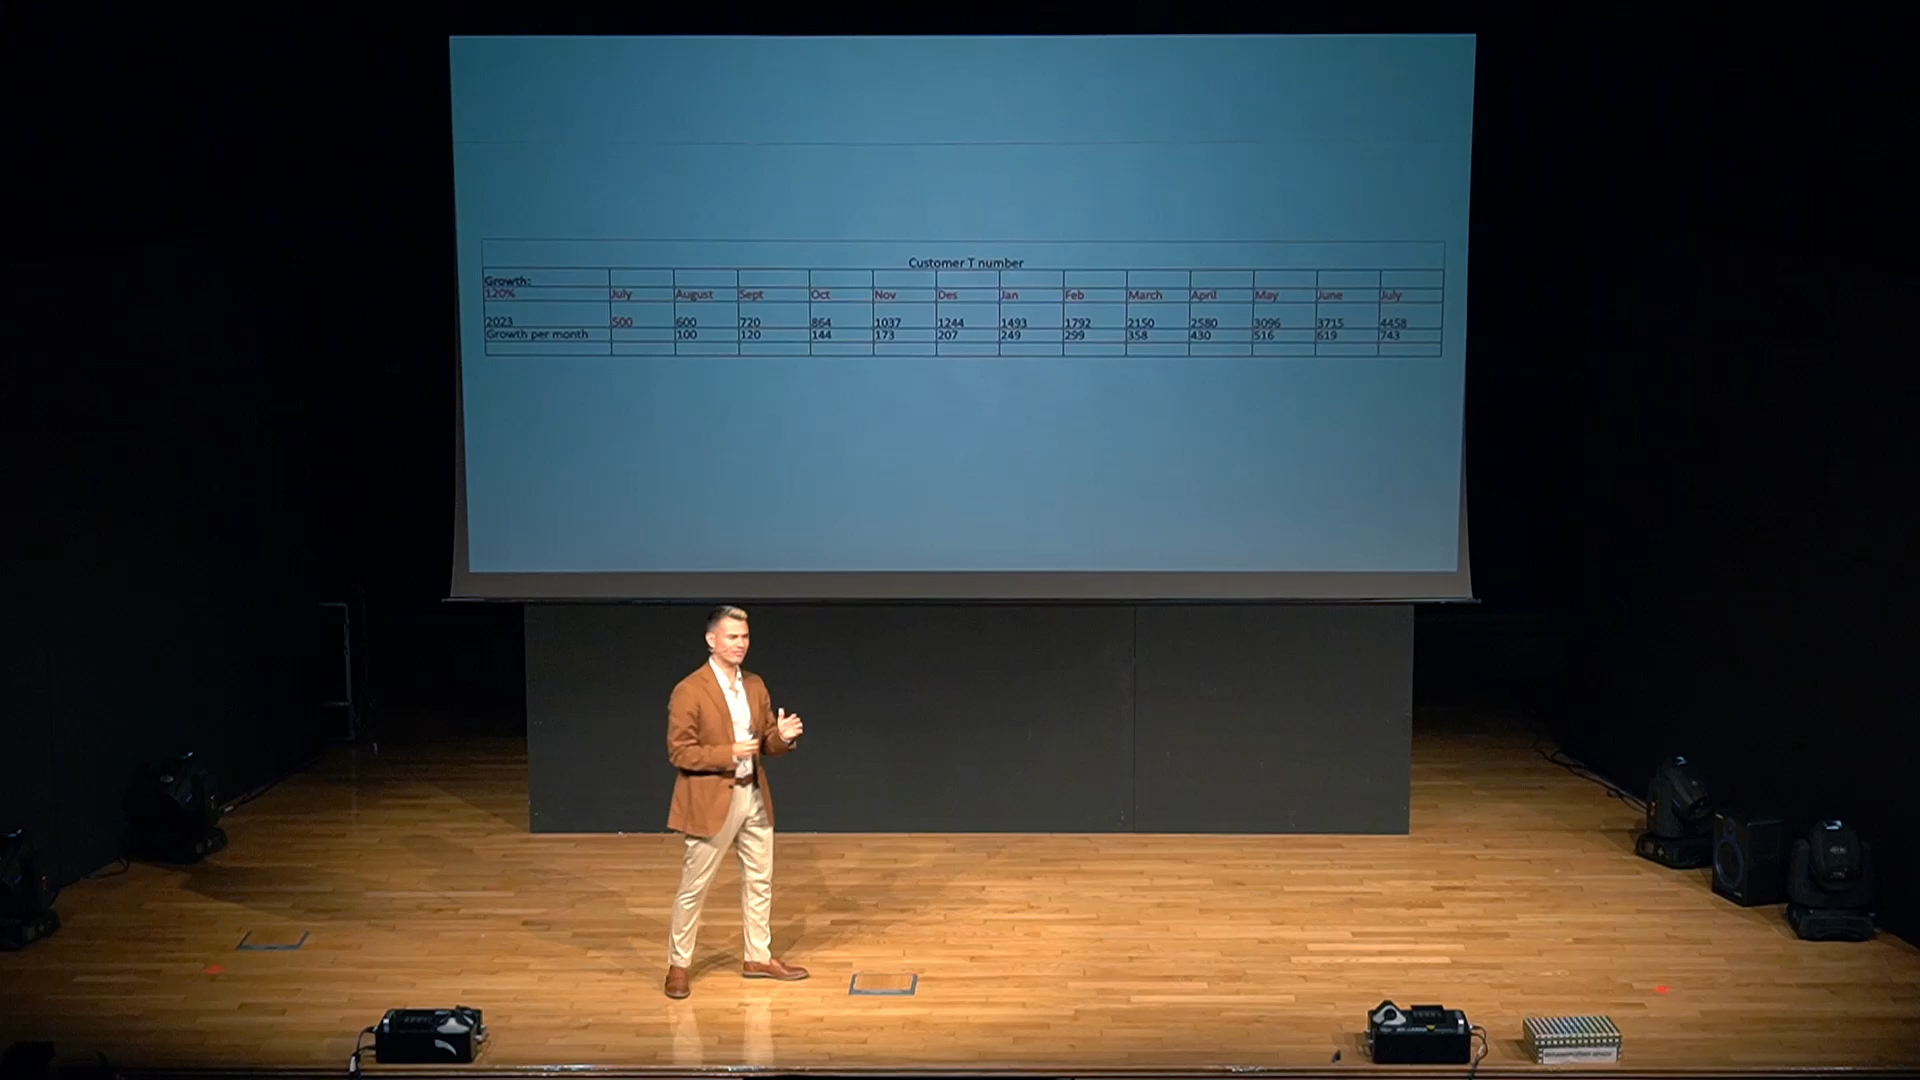 Customer T number
Growth:
120% July August Sept Oct Nov Des Jan Feb March April May June July
2023 500 600 720 864 1037 1244 1493 1792 2150 2580 3096 3715 4458
Growth per month 100 120 144 173 207 249 299 358 430 516 619 743